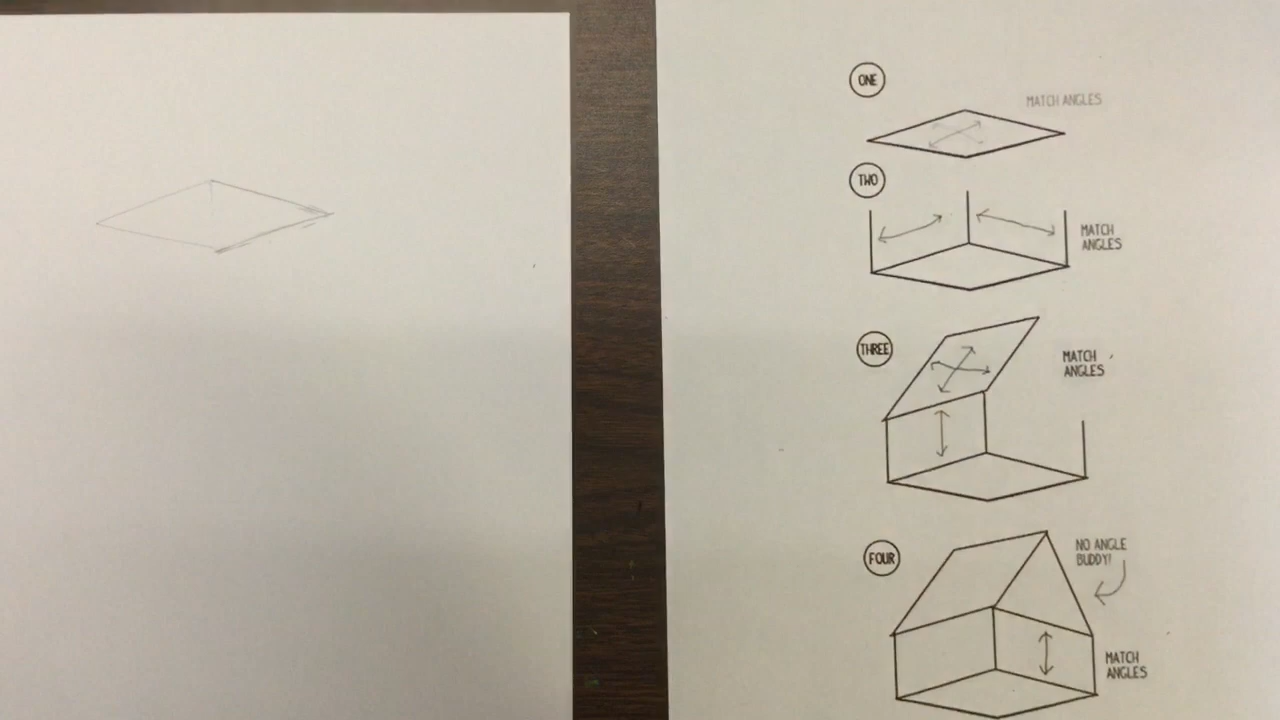 ONE
MATCH ANGLES
TWO
MATCH
ANGLES
THREE
MATCH
ANGLES
FOUR
NO ANGLE
BUDDY!
MATCH
ANGLES